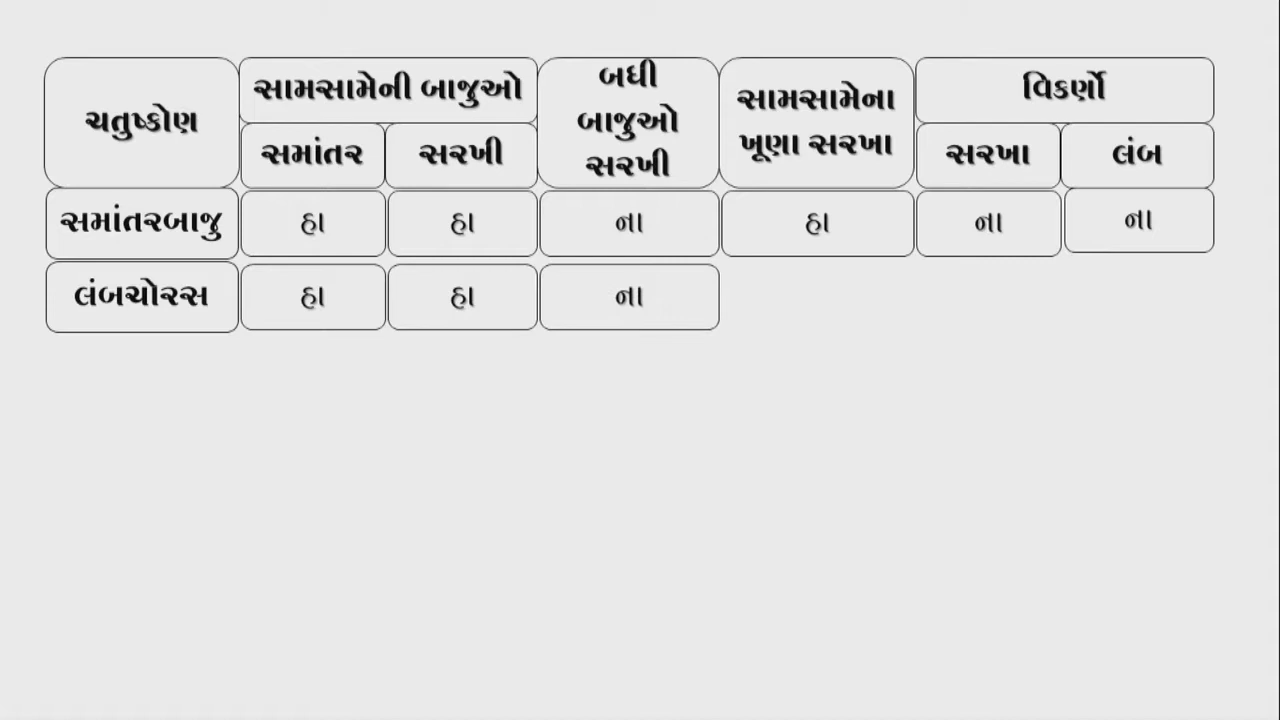 ચતુષ્કોણ
સામસામેની બાજુઓ
સમાંતર
સરખી
બધી
બાજુઓ
સરખી
સામસામેના
ખૂણા સરખા
વિકર્ણો
સરખા
લંબ
સમાંતરબાજુ
હા
હા
ના
હા
ના
ના
લંબચોરસ
હા
હા
ના